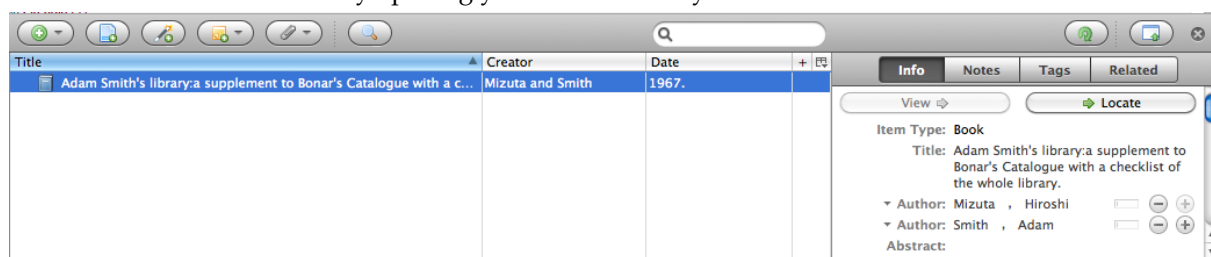 Title Creator Date +
Adam Smith's library:a supplement to Bonar's Catalogue with a c... Mizuta and Smith 1967.
Info Notes Tags Related
View Locate
Item Type: Book
Title: Adam Smith's library:a supplement to
Bonar's Catalogue with a checklist of
the whole library.
Author: Mizuta , Hiroshi
Author: Smith , Adam
Abstract: